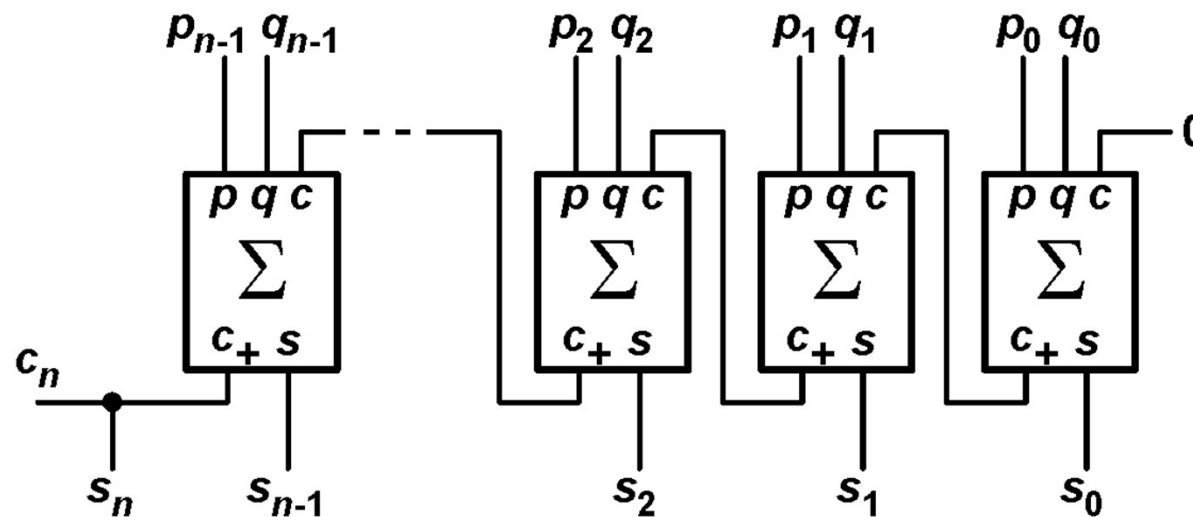 pn-1 qn-1 p2 q2 p1 q1 p0 q0
0
p q c p q c p q c p q c
Σ Σ Σ Σ
c+ s c+ s c+ s c+ s
cn
sn sn-1 s2 s1 s0